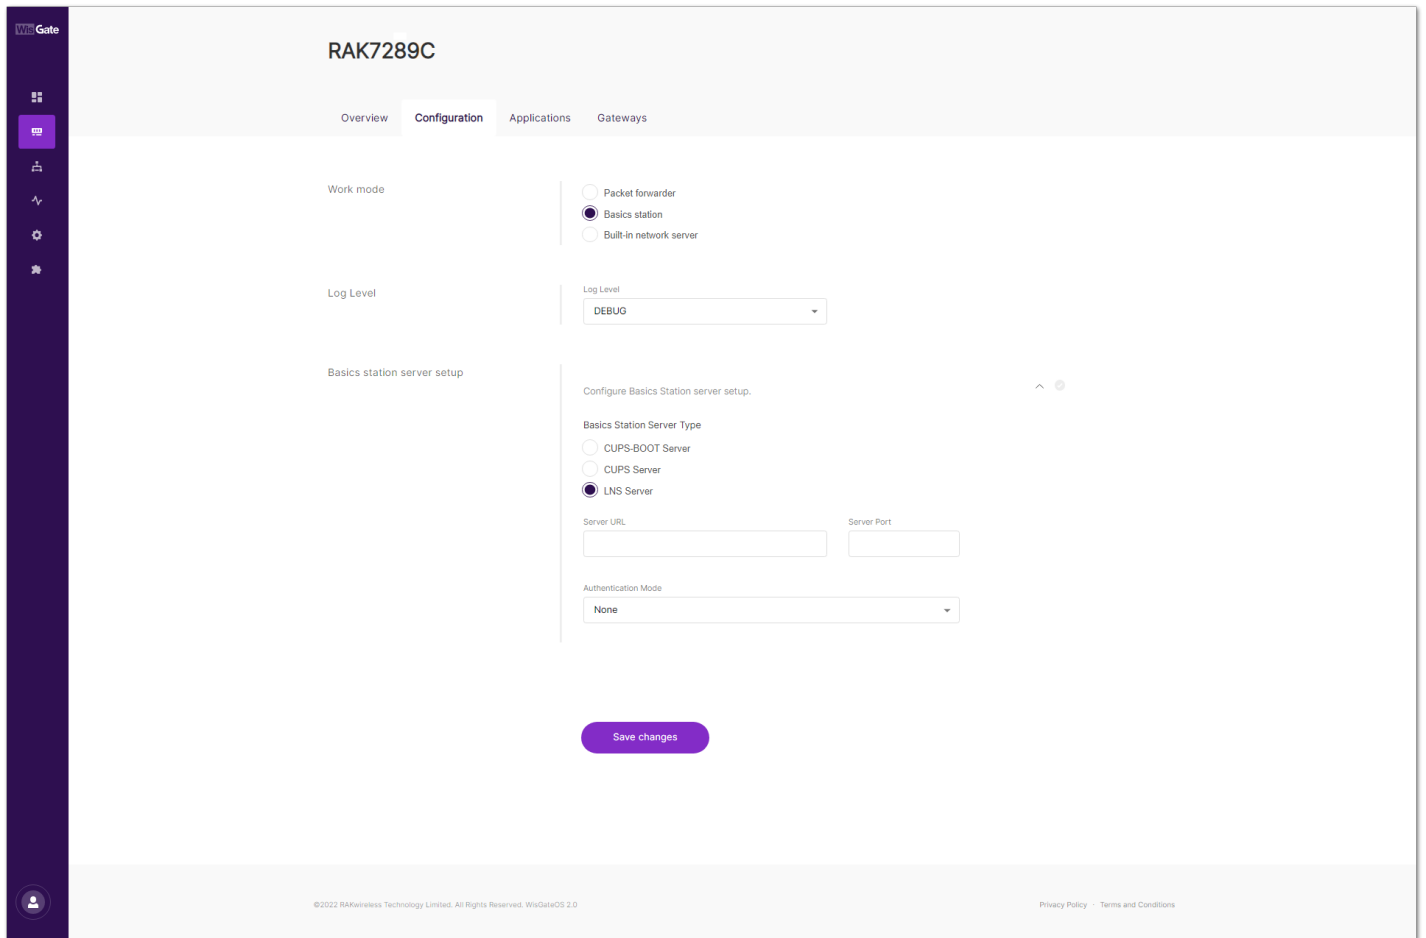 WisGate
RAK7289C
Overview Configuration Applications Gateways
Work mode
Packet forwarder
Basics station
Built-in network server
Log Level
Log Level
DEBUG
Basics station server setup
Configure Basics Station server setup.
Basics Station Server Type
CUPS-BOOT Server
CUPS Server
LNS Server
Server URL Server Port
Authentication Mode
None
Save changes
©2022 RAKwireless Technology Limited. All Rights Reserved. WisGateOS 2.0 Privacy Policy · Terms and Conditions